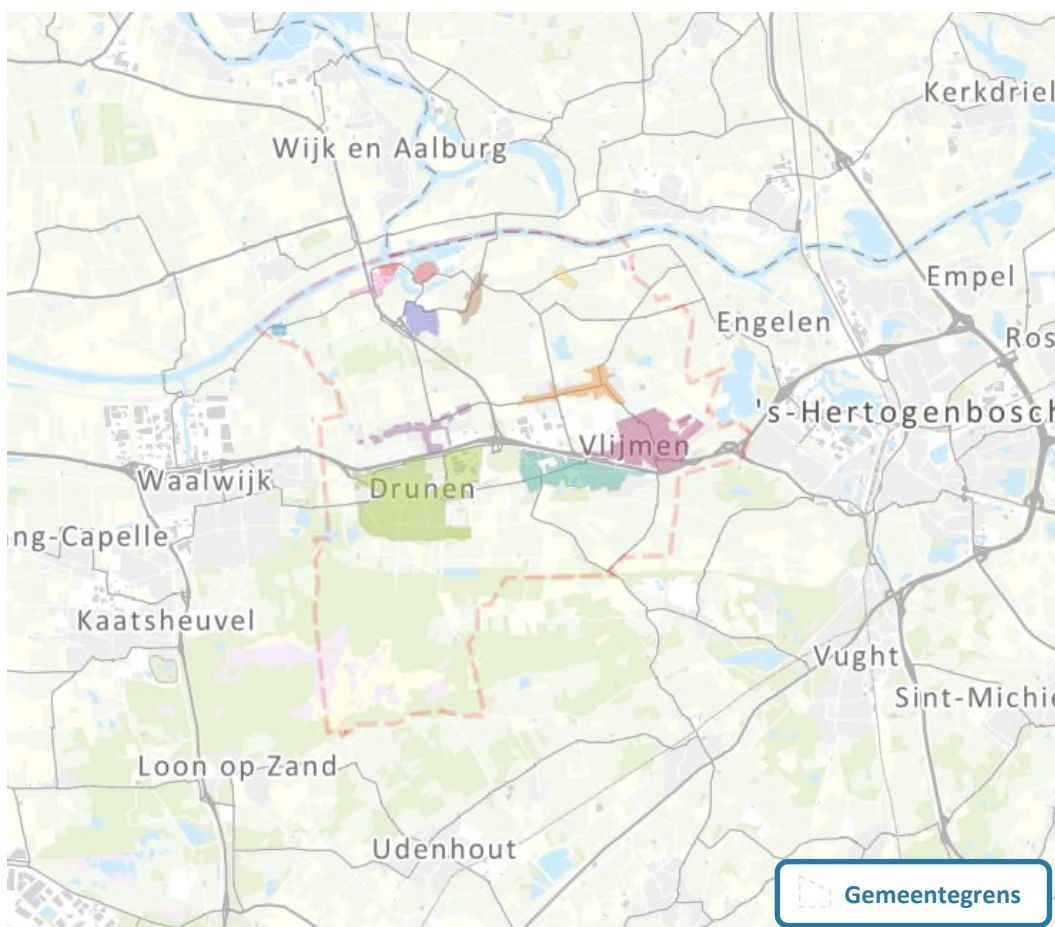 Kerkdriel
Wijk en Aalburg
Empel
Engelen
Ros
's-Hertogenbosch
Vlijmen
Waalwijk
Drunen
ng-Capelle
Kaatsheuvel
Vught
Sint-Michie
Loon op Zand
Udenhout
Gemeentegrens